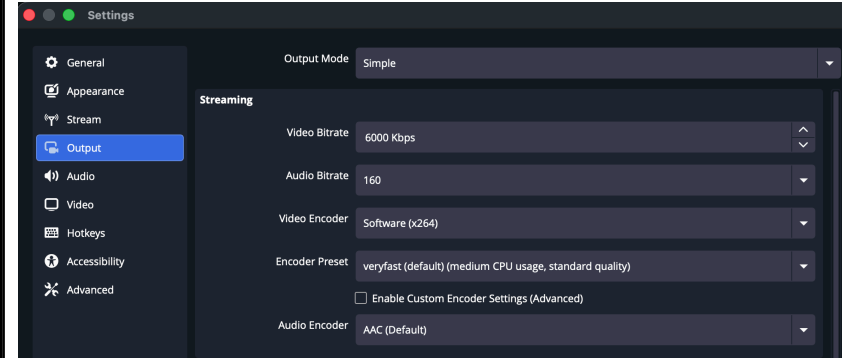 Settings
General
Appearance
Stream
Output
Audio
Video
Hotkeys
Accessibility
Advanced
Output Mode Simple
Streaming
Video Bitrate 6000 Kbps
Audio Bitrate 160
Video Encoder Software (x264)
Encoder Preset veryfast (default) (medium CPU usage, standard quality)
Enable Custom Encoder Settings (Advanced)
Audio Encoder AAC (Default)